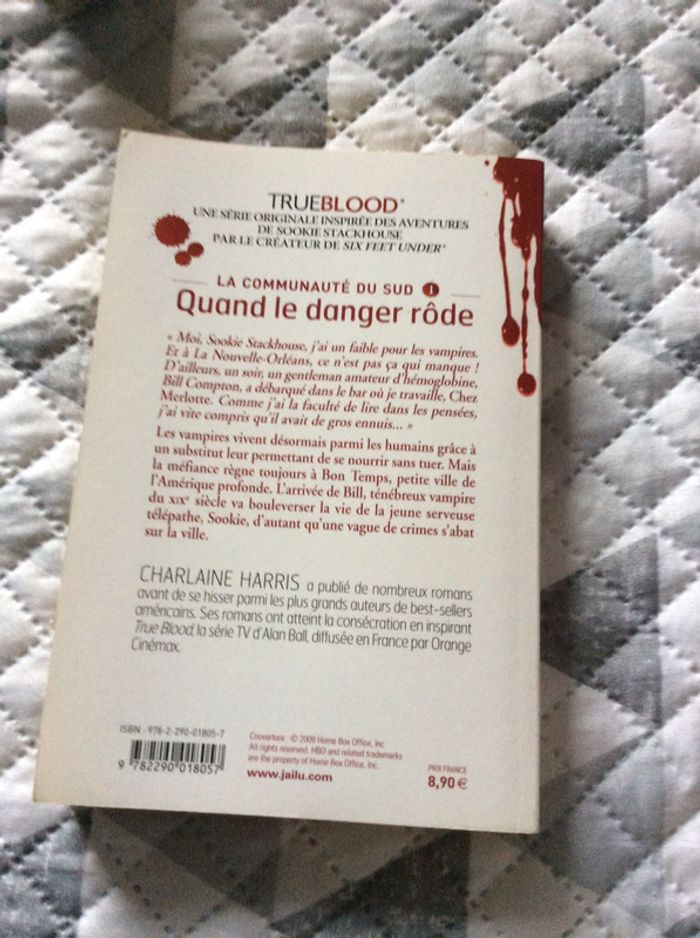 TRUEBLOOD®
UNE SÉRIE ORIGINALE INSPIRÉE DES AVENTURES
DE SOOKIE STACKHOUSE
PAR LE CRÉATEUR DE SIX FEET UNDER®
LA COMMUNAUTÉ DU SUD 1
Quand le danger rôde
« Moi, Sookie Stackhouse, j'ai un faible pour les vampires.
Et à La Nouvelle-Orléans, ce n'est pas ça qui manque !
D'ailleurs, un soir, un gentleman amateur d'hémoglobine,
Bill Compton, a débarqué dans le bar où je travaille, Chez
Merlotte. Comme j'ai la faculté de lire dans les pensées,
j'ai vite compris qu'il avait de gros ennuis... »
Les vampires vivent désormais parmi les humains grâce à
un substitut leur permettant de se nourrir sans tuer. Mais
la méfiance règne toujours à Bon Temps, petite ville de
l'Amérique profonde. L'arrivée de Bill, ténébreux vampire
du XIXe siècle va bouleverser la vie de la jeune serveuse
télépathe, Sookie, d'autant qu'une vague de crimes s'abat
sur la ville.
CHARLAINE HARRIS a publié de nombreux romans
avant de se hisser parmi les plus grands auteurs de best-sellers
américains. Ses romans ont atteint la consécration en inspirant
True Blood, la série TV d'Alan Ball, diffusée en France par Orange
Cinémax.
ISBN : 978-2-290-01805-7
9 782290 018057
Couverture : © 2009 Home Box Office, Inc.
All rights reserved. HBO and related trademarks
are the property of Home Box Office, Inc.
www.jailu.com
PRIX FRANCE
8,90 €